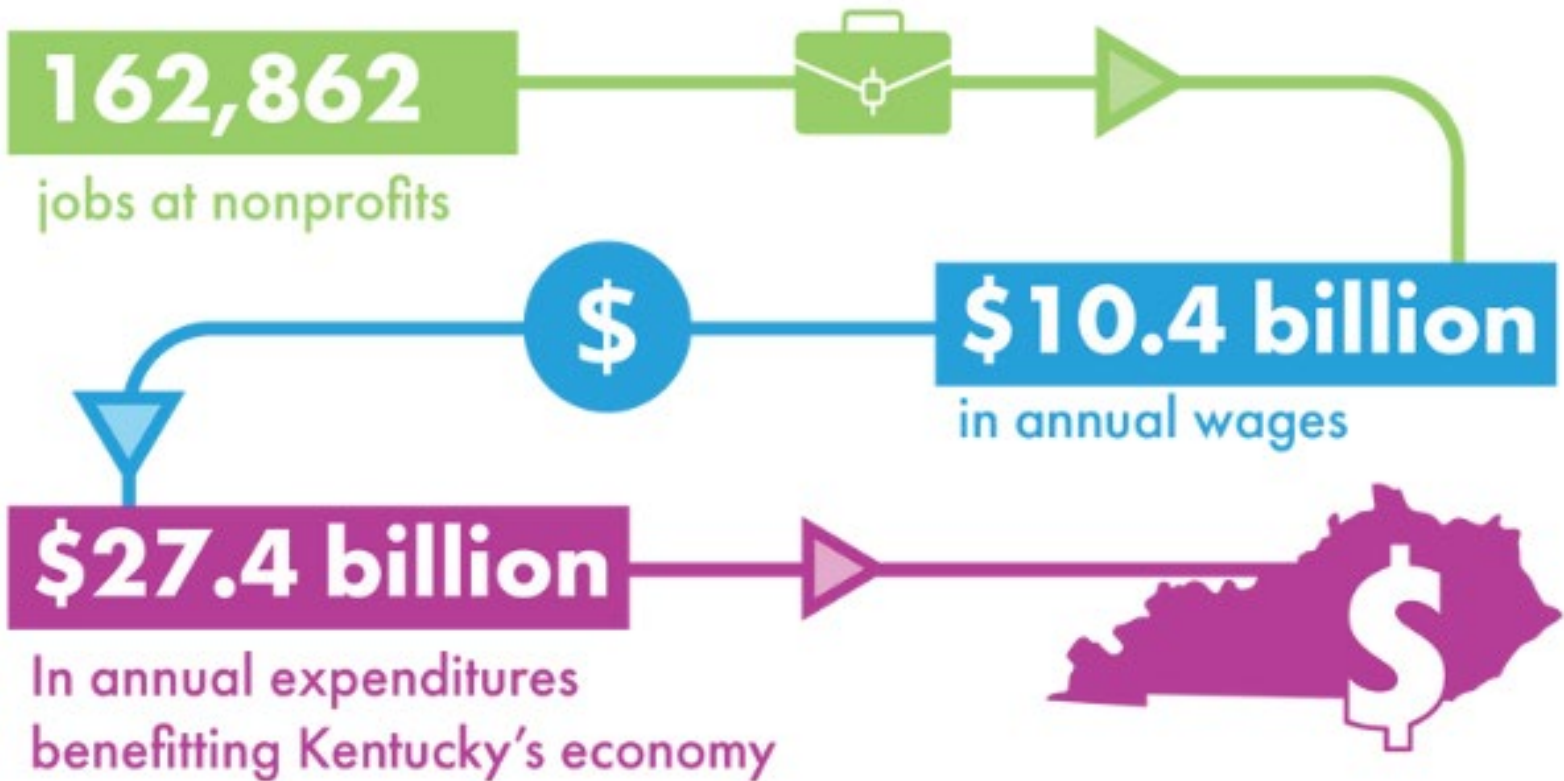 162,862
jobs at nonprofits
$
$10.4 billion
in annual wages
$27.4 billion
In annual expenditures
benefitting Kentucky's economy
$